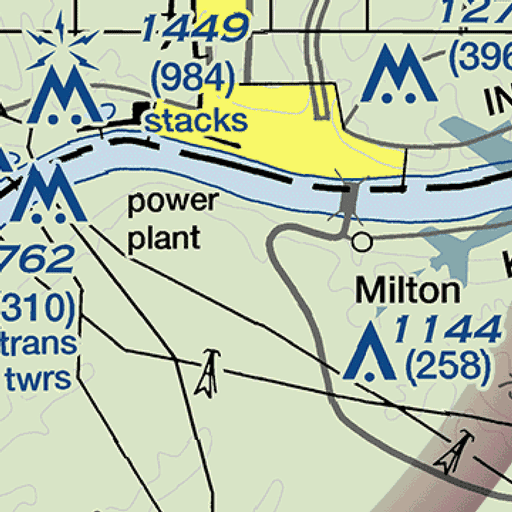 1449
(984)
stacks
127
(396
IN
power
plant
762
310)
trans
twrs
Milton
1144
(258)
K